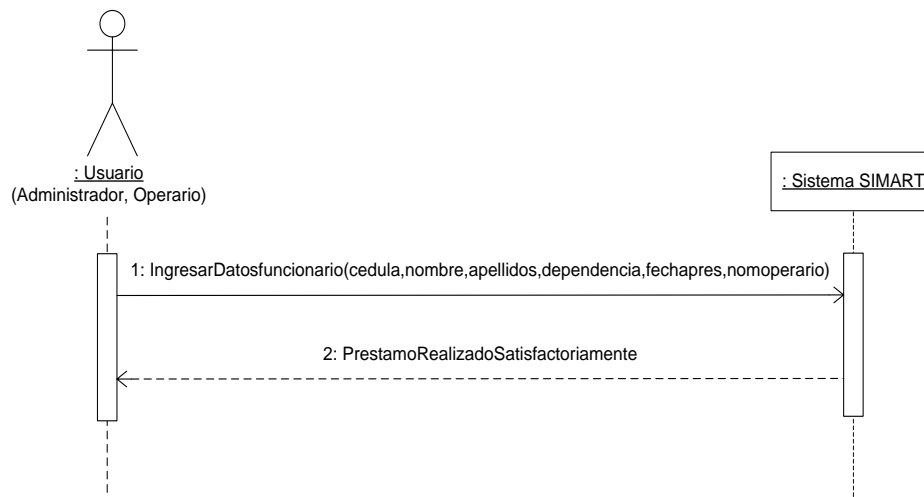 : Usuario
(Administrador, Operario)
: Sistema SIMART
1: IngresarDatosfuncionario(cedula,nombre,apellidos,dependencia,fechapres,nomoperario)
2: PrestamoRealizadoSatisfactoriamente